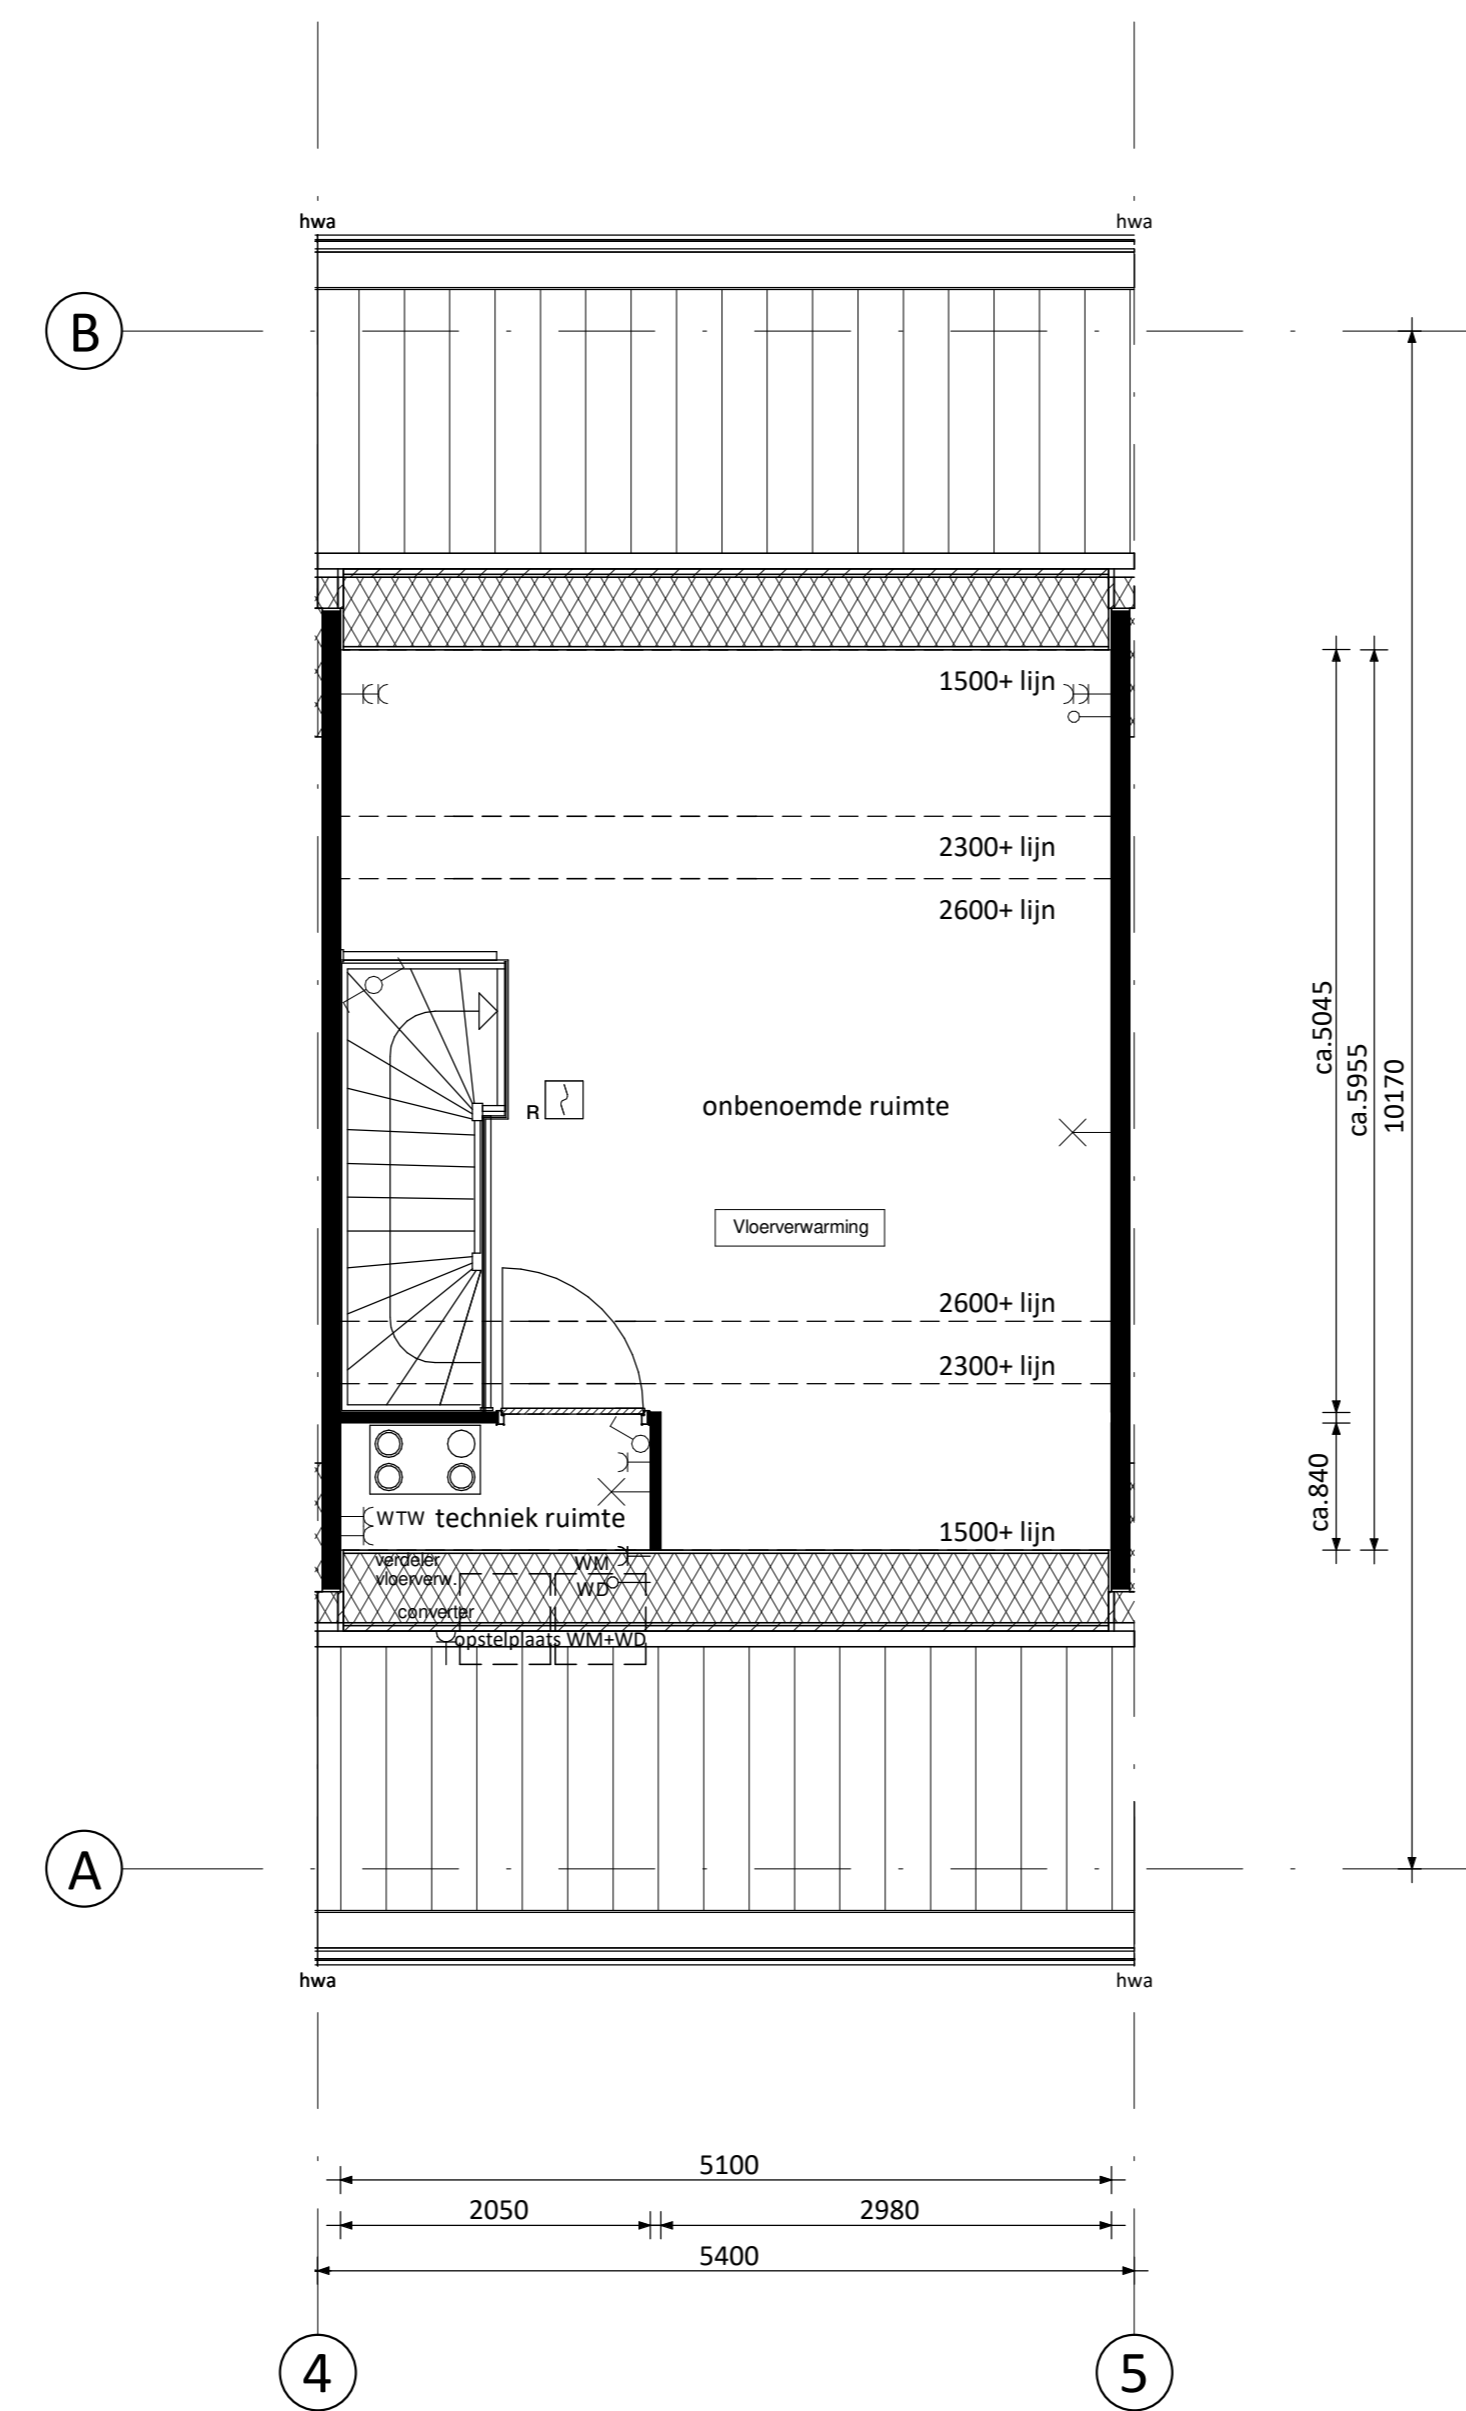 hwa
hwa
B
1500+ lijn
2300+ lijn
2600+ lijn
ca.5045
ca.5955
10170
R
onbenoemde ruimte
Vloerverwarming
2600+ lijn
2300+ lijn
ca.840
WTW
techniek ruimte
1500+ lijn
verdeler
vloerverw.
WM
WD
converter
opstelplaats WM+WD
A
hwa
hwa
5100
2050
2980
5400
4
5